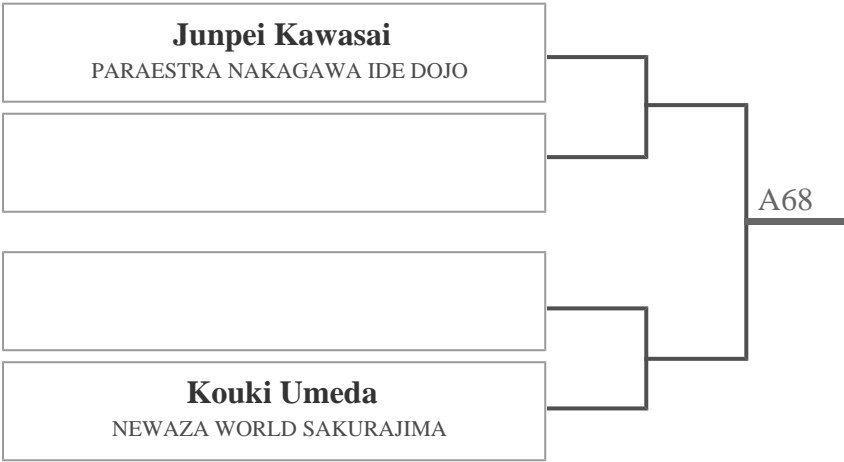 Junpei Kawasai
PARAESTRA NAKAGAWA IDE DOJO
A68
Kouki Umeda
NEWAZA WORLD SAKURAJIMA